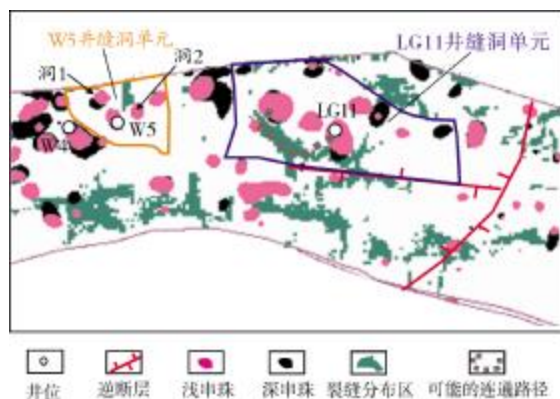 W5井缝洞单元
洞2
LG11井缝洞单元
洞1
LG11
W5
W4
井位
逆断层
浅串珠
深串珠
裂缝分布区
可能的连通路径